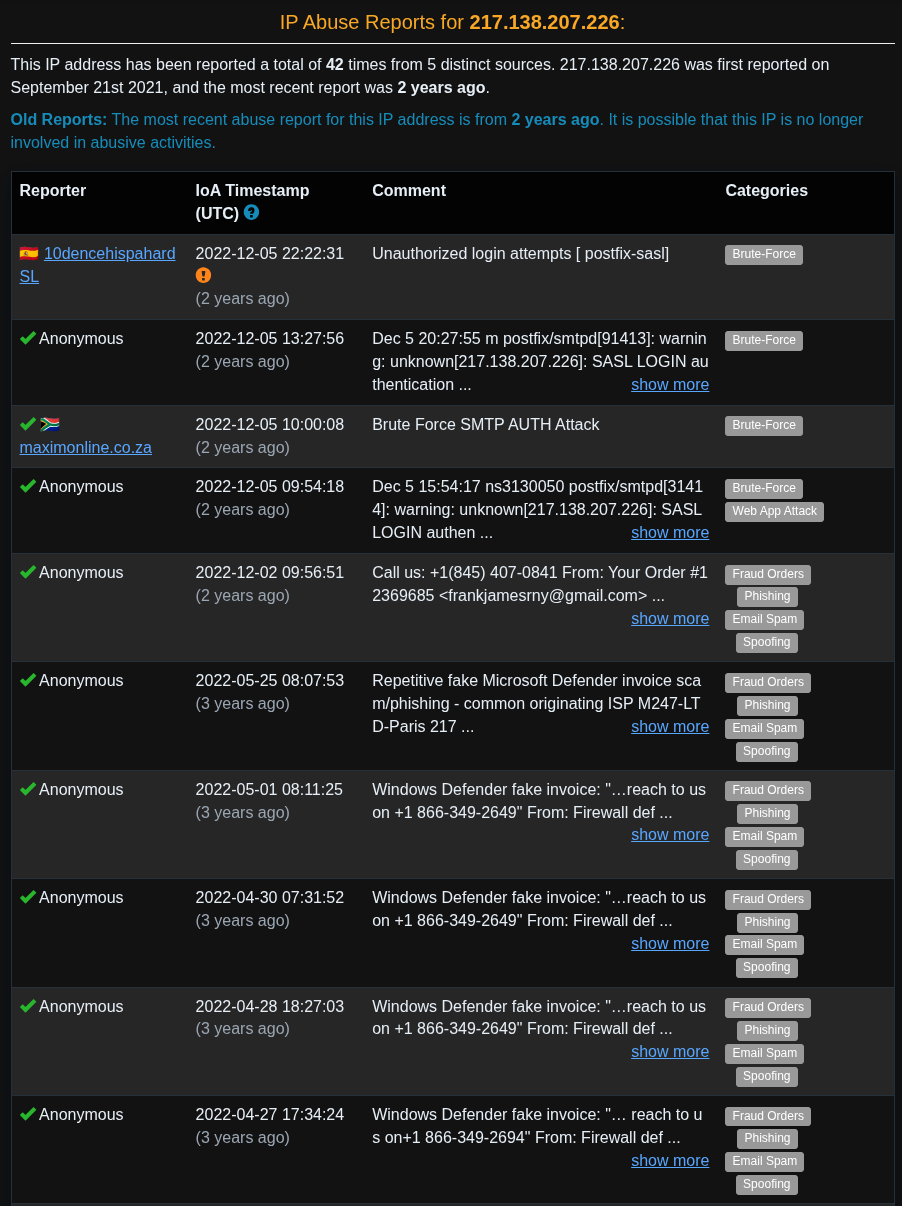 IP Abuse Reports for 217.138.207.226:
This IP address has been reported a total of 42 times from 5 distinct sources. 217.138.207.226 was first reported on
September 21st 2021, and the most recent report was 2 years ago.
Old Reports: The most recent abuse report for this IP address is from 2 years ago. It is possible that this IP is no longer
involved in abusive activities.
Reporter
IoA Timestamp
(UTC)
Comment
Categories
10dencehispahard
SL
2022-12-05 22:22:31
(2 years ago)
Unauthorized login attempts [ postfix-sasl]
Brute-Force
Anonymous
2022-12-05 13:27:56
(2 years ago)
Dec 5 20:27:55 m postfix/smtpd[91413]: warnin
g: unknown[217.138.207.226]: SASL LOGIN au
thentication ...
show more
Brute-Force
maximonline.co.za
2022-12-05 10:00:08
(2 years ago)
Brute Force SMTP AUTH Attack
Brute-Force
Anonymous
2022-12-05 09:54:18
(2 years ago)
Dec 5 15:54:17 ns3130050 postfix/smtpd[3141
4]: warning: unknown[217.138.207.226]: SASL
LOGIN authen ...
show more
Brute-Force
Web App Attack
Anonymous
2022-12-02 09:56:51
(2 years ago)
Call us: +1(845) 407-0841 From: Your Order #1
2369685 <frankjamesrny@gmail.com> ...
show more
Fraud Orders
Phishing
Email Spam
Spoofing
Anonymous
2022-05-25 08:07:53
(3 years ago)
Repetitive fake Microsoft Defender invoice sca
m/phishing - common originating ISP M247-LT
D-Paris 217 ...
show more
Fraud Orders
Phishing
Email Spam
Spoofing
Anonymous
2022-05-01 08:11:25
(3 years ago)
Windows Defender fake invoice: "…reach to us
on +1 866-349-2649" From: Firewall def ...
show more
Fraud Orders
Phishing
Email Spam
Spoofing
Anonymous
2022-04-30 07:31:52
(3 years ago)
Windows Defender fake invoice: "…reach to us
on +1 866-349-2649" From: Firewall def ...
show more
Fraud Orders
Phishing
Email Spam
Spoofing
Anonymous
2022-04-28 18:27:03
(3 years ago)
Windows Defender fake invoice: "…reach to us
on +1 866-349-2649" From: Firewall def ...
show more
Fraud Orders
Phishing
Email Spam
Spoofing
Anonymous
2022-04-27 17:34:24
(3 years ago)
Windows Defender fake invoice: "… reach to u
s on+1 866-349-2694" From: Firewall def ...
show more
Fraud Orders
Phishing
Email Spam
Spoofing